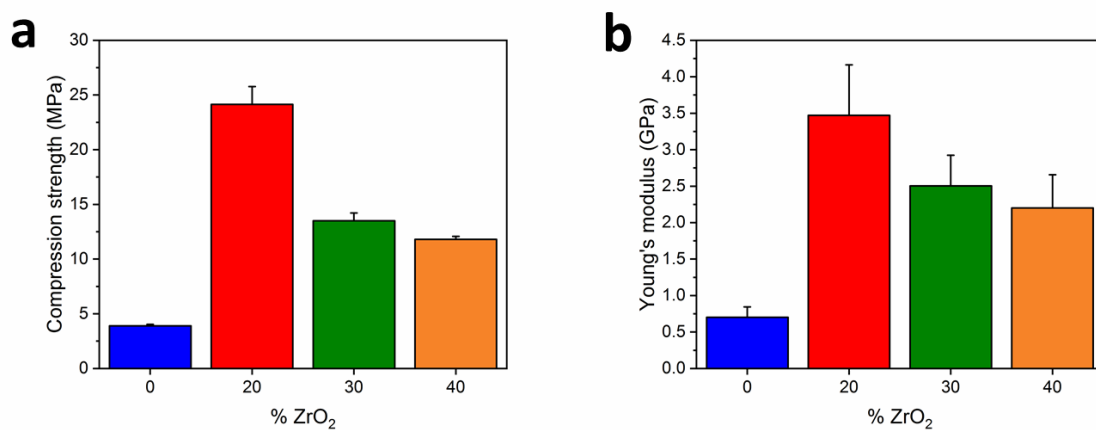 a
30
25
20
15
10
5
0
Compression strength (MPa)
0 20 30 40
% ZrO₂
b
4.5
4.0
3.5
3.0
2.5
2.0
1.5
1.0
0.5
0.0
Young's modulus (GPa)
0 20 30 40
% ZrO₂